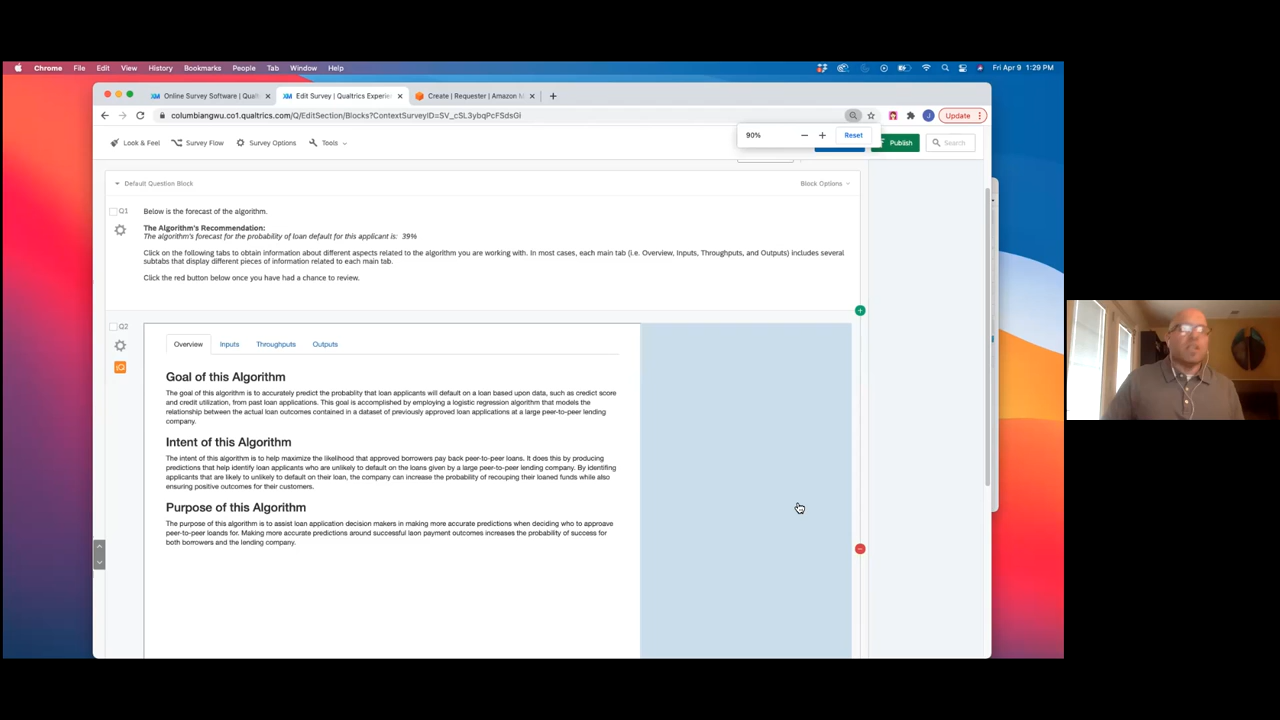 Chrome File Edit View History Bookmarks People Tab Window Help Fri Apr 9 1:29 PM
Online Survey Software | Qualt Edit Survey | Qualtrics Experie Create | Requester | Amazon M
columbiangwu.co1.qualtrics.com/Q/EditSection/Blocks?ContextSurveyID=SV_cSL3ybqPcFSdsGi Update
90% Reset
Look & Feel Survey Flow Survey Options Tools Publish Search
Default Question Block Block Options
Q1 Below is the forecast of the algorithm.
The Algorithm's Recommendation:
The algorithm's forecast for the probability of loan default for this applicant is: 39%
Click on the following tabs to obtain information about different aspects related to the algorithm you are working with. In most cases, each main tab (i.e. Overview, Inputs, Throughputs, and Outputs) includes several
subtabs that display different pieces of information related to each main tab.
Click the red button below once you have had a chance to review.
Q2
Overview Inputs Throughputs Outputs
Goal of this Algorithm
The goal of this algorithm is to accurately predict the probablity that loan applicants will default on a loan based upon data, such as credict score
and credit utilization, from past loan applications. This goal is accomplished by employing a logistic regression algorithm that models the
relationship between the actual loan outcomes contained in a dataset of previously approved loan applications at a large peer-to-peer lending
company.
Intent of this Algorithm
The intent of this algorithm is to help maximize the likelihood that approved borrowers pay back peer-to-peer loans. It does this by producing
predictions that help identify loan applicants who are unlikely to default on the loans given by a large peer-to-peer lending company. By identifing
applicants that are likely to unlikely to default on their loan, the company can increase the probability of recouping their loaned funds while also
ensuring positive outcomes for their customers.
Purpose of this Algorithm
The purpose of this algorithm is to assist loan application decision makers in making more accurate predictions when deciding who to approave
peer-to-peer loands for. Making more accurate predictions around successful laon payment outcomes increases the probability of success for
both borrowers and the lending company.